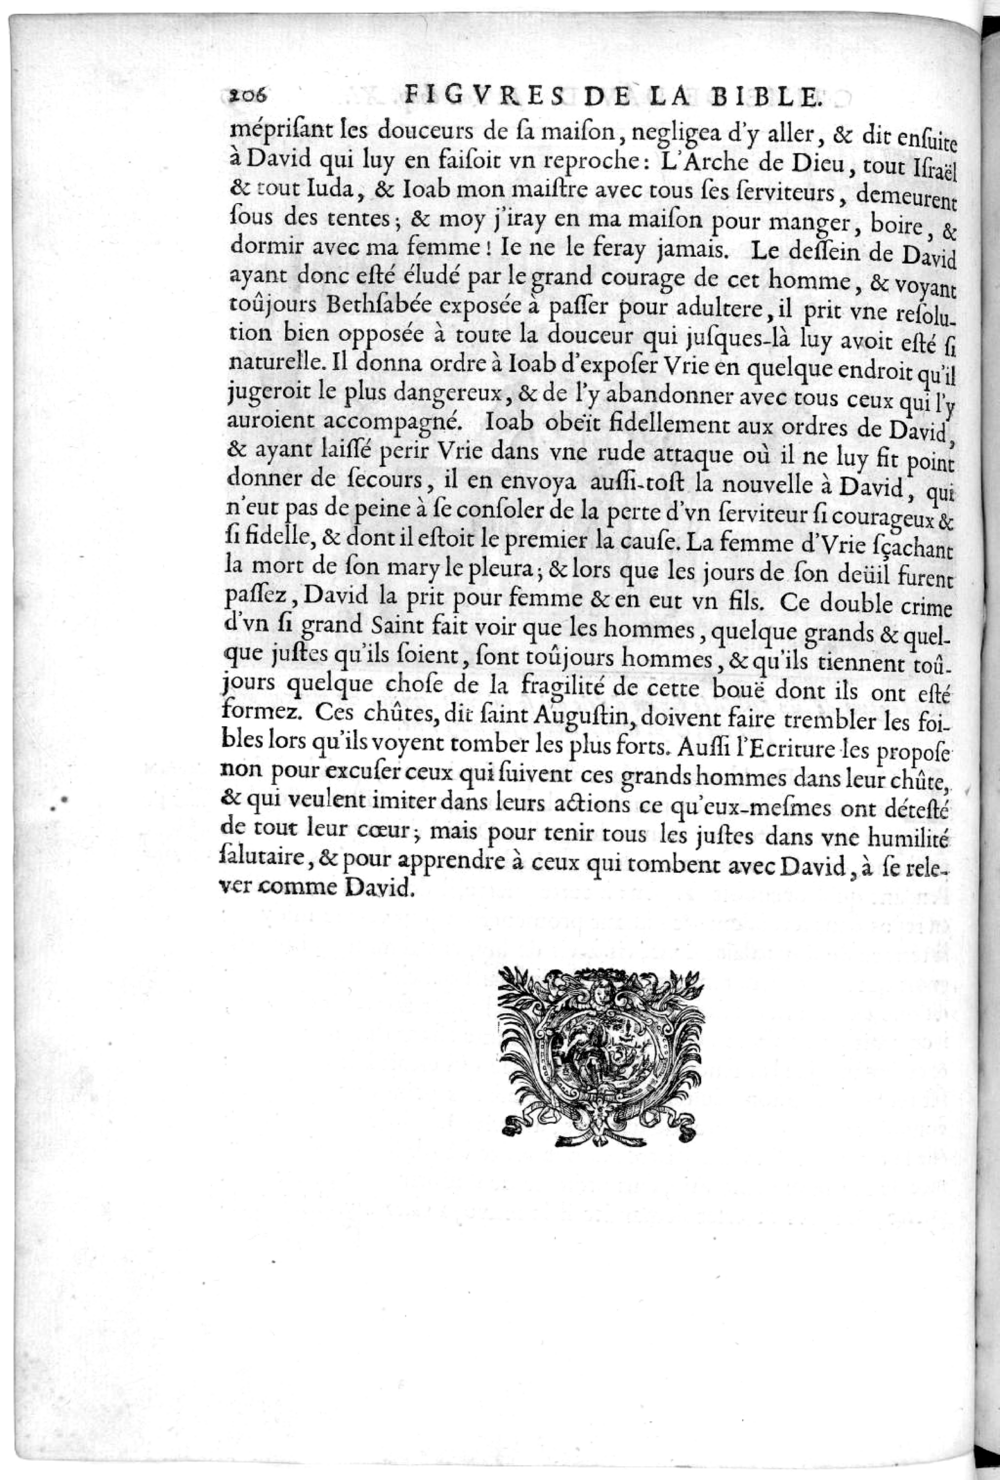 206 FIGVRES DE LA BIBLE.
mépriſant les douceurs de ſa maiſon, negligea d'y aller, & dit enſuite
à David qui luy en faiſoit vn reproche: L'Arche de Dieu, tout Iſraël
& tout Iuda, & Ioab mon maiſtre avec tous ſes ſerviteurs, demeurent
ſous des tentes; & moy j'iray en ma maiſon pour manger, boire, &
dormir avec ma femme! Ie ne le feray jamais. Le deſſein de David
ayant donc eſté éludé par le grand courage de cet homme, & voyant
toûjours Bethſabée exposée à paſſer pour adultere, il prit vne reſolu-
tion bien opposée à toute la douceur qui juſques-là luy avoit eſté ſi
naturelle. Il donna ordre à Ioab d'expoſer Vrie en quelque endroit qu'il
jugeroit le plus dangereux, & de l'y abandonner avec tous ceux qui l'y
auroient accompagné. Ioab obeït fidellement aux ordres de David,
& ayant laiſſé perir Vrie dans vne rude attaque où il ne luy fit point
donner de ſecours, il en envoya auſſi-toſt la nouvelle à David, qui
n'eut pas de peine à ſe conſoler de la perte d'vn ſerviteur ſi courageux &
ſi fidelle, & dont il eſtoit le premier la cauſe. La femme d'Vrie ſçachant
la mort de ſon mary le pleura; & lors que les jours de ſon deüil furent
paſſez, David la prit pour femme & en eut vn fils. Ce double crime
d'vn ſi grand Saint fait voir que les hommes, quelque grands & quel-
que juſtes qu'ils ſoient, ſont toûjours hommes, & qu'ils tiennent toû-
jours quelque choſe de la fragilité de cette bouë dont ils ont eſté
formez. Ces chûtes, dit ſaint Auguſtin, doivent faire trembler les foi-
bles lors qu'ils voyent tomber les plus forts. Auſſi l'Ecriture les propoſe
non pour excuſer ceux qui ſuivent ces grands hommes dans leur chûte,
& qui veulent imiter dans leurs actions ce qu'eux-meſmes ont déteſté
de tout leur cœur; mais pour tenir tous les juſtes dans vne humilité
ſalutaire, & pour apprendre à ceux qui tombent avec David, à ſe rele-
ver comme David.